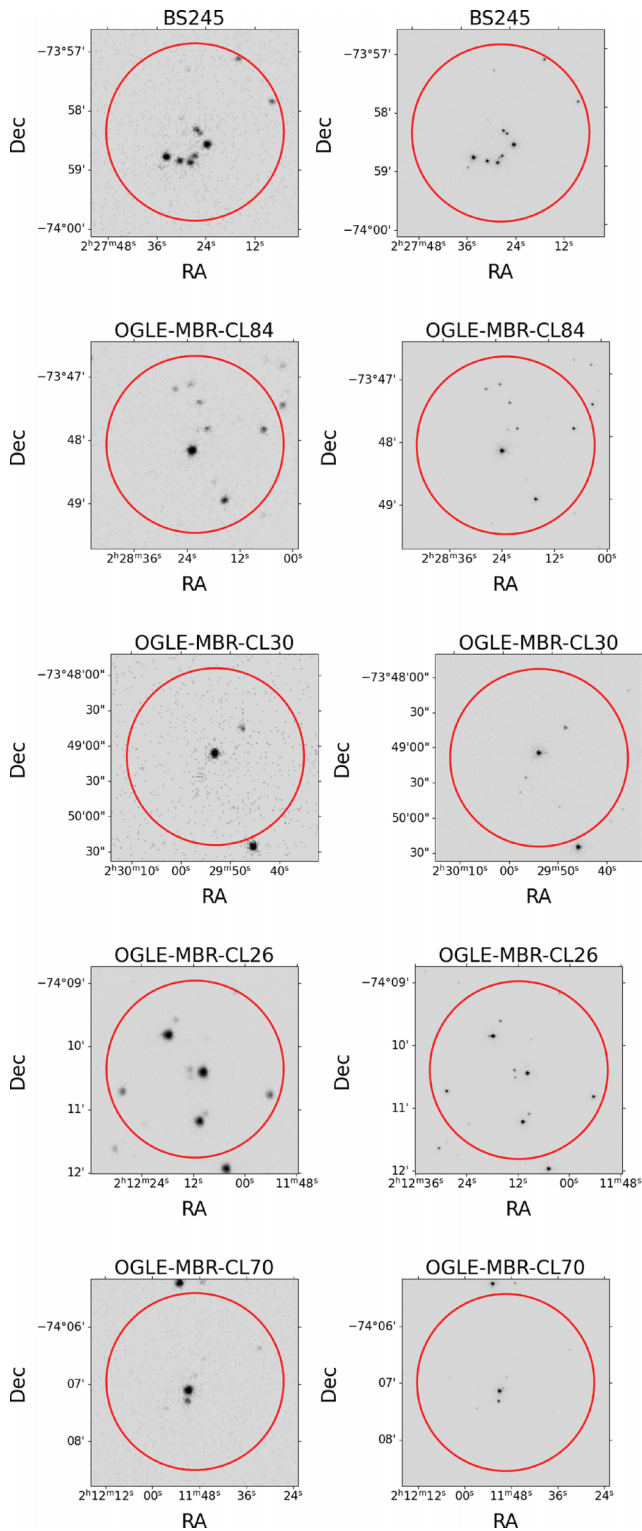 BS245
BS245
−73°57'
58'
59'
−74°00'
Dec
2ʰ27ᵐ48ˢ 36ˢ 24ˢ 12ˢ
RA
−73°57'
58'
59'
−74°00'
Dec
2ʰ27ᵐ48ˢ 36ˢ 24ˢ 12ˢ
RA
OGLE-MBR-CL84
OGLE-MBR-CL84
−73°47'
48'
49'
Dec
2ʰ28ᵐ36ˢ 24ˢ 12ˢ 00ˢ
RA
−73°47'
48'
49'
Dec
2ʰ28ᵐ36ˢ 24ˢ 12ˢ 00ˢ
RA
OGLE-MBR-CL30
OGLE-MBR-CL30
−73°48'00"
30"
49'00"
30"
50'00"
30"
Dec
2ʰ30ᵐ10ˢ 00ˢ 29ᵐ50ˢ 40ˢ
RA
−73°48'00"
30"
49'00"
30"
50'00"
30"
Dec
2ʰ30ᵐ10ˢ 00ˢ 29ᵐ50ˢ 40ˢ
RA
OGLE-MBR-CL26
OGLE-MBR-CL26
−74°09'
10'
11'
12'
Dec
2ʰ12ᵐ24ˢ 12ˢ 00ˢ 11ᵐ48ˢ
RA
−74°09'
10'
11'
12'
Dec
2ʰ12ᵐ36ˢ 24ˢ 12ˢ 00ˢ 11ᵐ48ˢ
RA
OGLE-MBR-CL70
OGLE-MBR-CL70
−74°06'
07'
08'
Dec
2ʰ12ᵐ12ˢ 00ˢ 11ᵐ48ˢ 36ˢ 24ˢ
RA
−74°06'
07'
08'
Dec
2ʰ12ᵐ12ˢ 00ˢ 11ᵐ48ˢ 36ˢ 24ˢ
RA